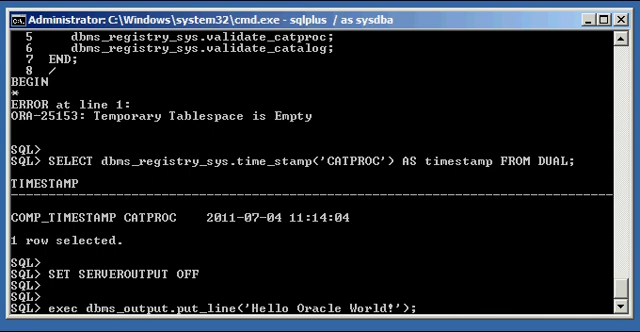 Administrator: C:\Windows\system32\cmd.exe - sqlplus / as sysdba
5 dbms_registry_sys.validate_catproc;
6 dbms_registry_sys.validate_catalog;
7 END;
8 /
BEGIN
*
ERROR at line 1:
ORA-25153: Temporary Tablespace is Empty
SQL>
SQL> SELECT dbms_registry_sys.time_stamp('CATPROC') AS timestamp FROM DUAL;
TIMESTAMP
--------------------------------------------------------------------------------
COMP_TIMESTAMP CATPROC 2011-07-04 11:14:04
1 row selected.
SQL>
SQL> SET SERVEROUTPUT OFF
SQL>
SQL>
SQL> exec dbms_output.put_line('Hello Oracle World!');